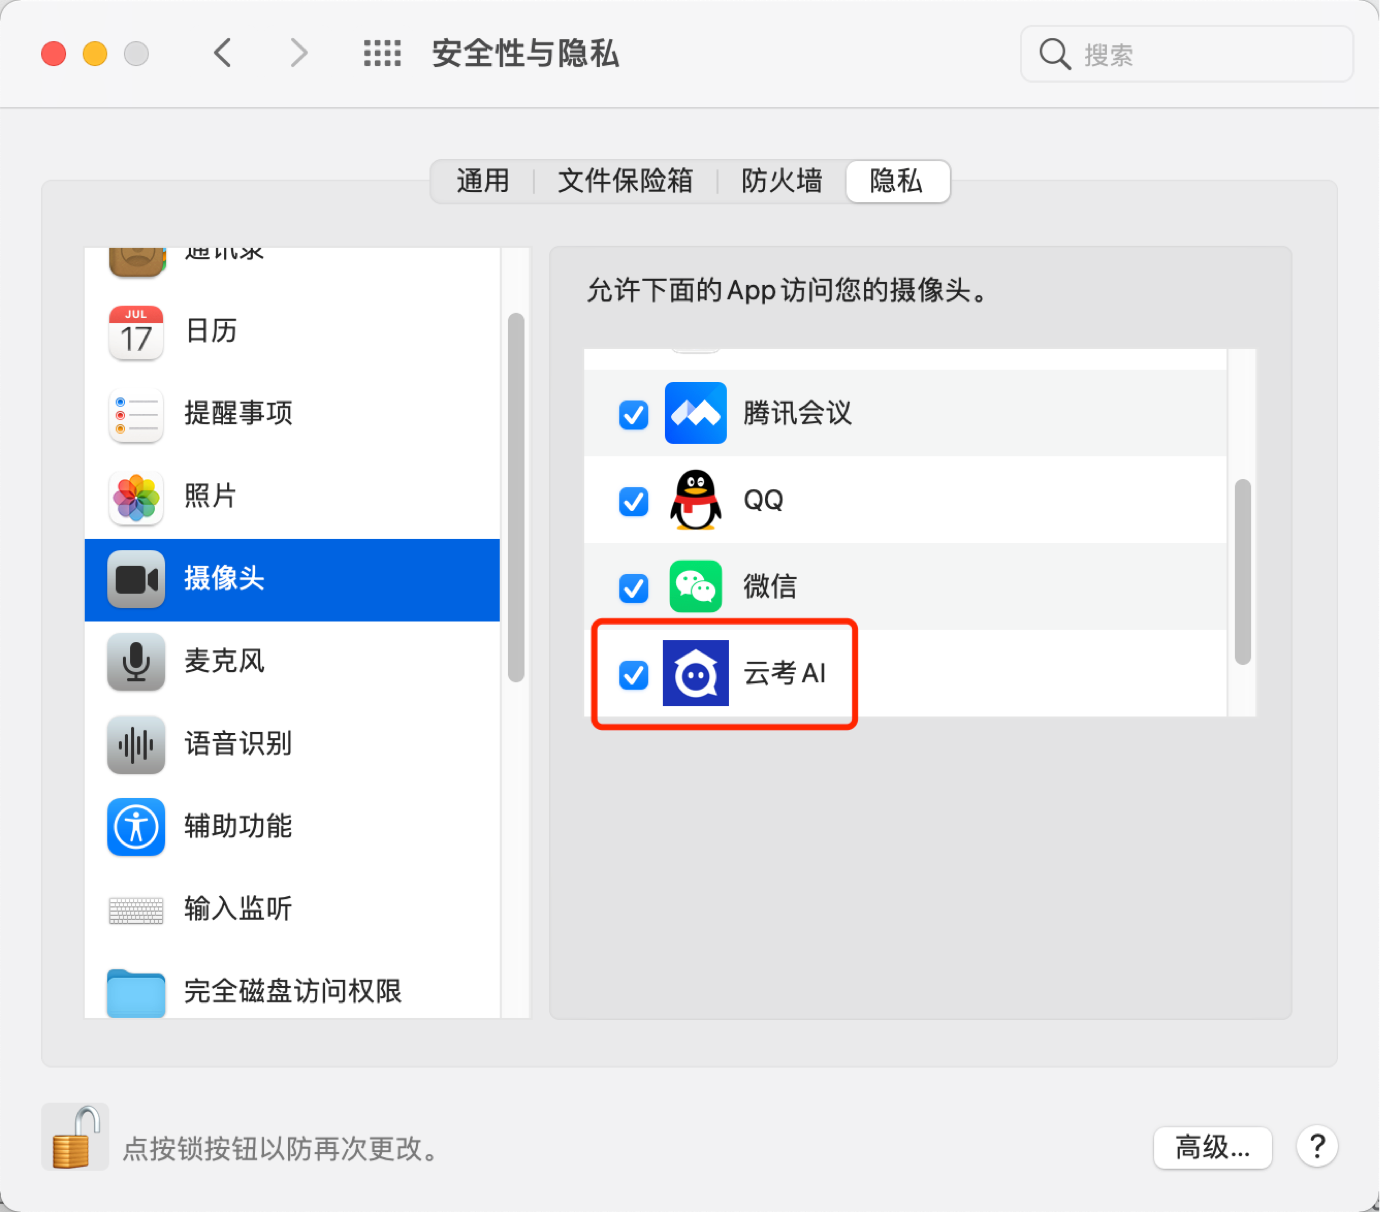 安全性与隐私
搜索
通用
文件保险箱
防火墙
隐私
通讯录
JUL
17
日历
提醒事项
照片
摄像头
麦克风
语音识别
辅助功能
输入监听
完全磁盘访问权限
允许下面的App访问您的摄像头。
腾讯会议
QQ
微信
云考AI
点按锁按钮以防再次更改。
高级...
?